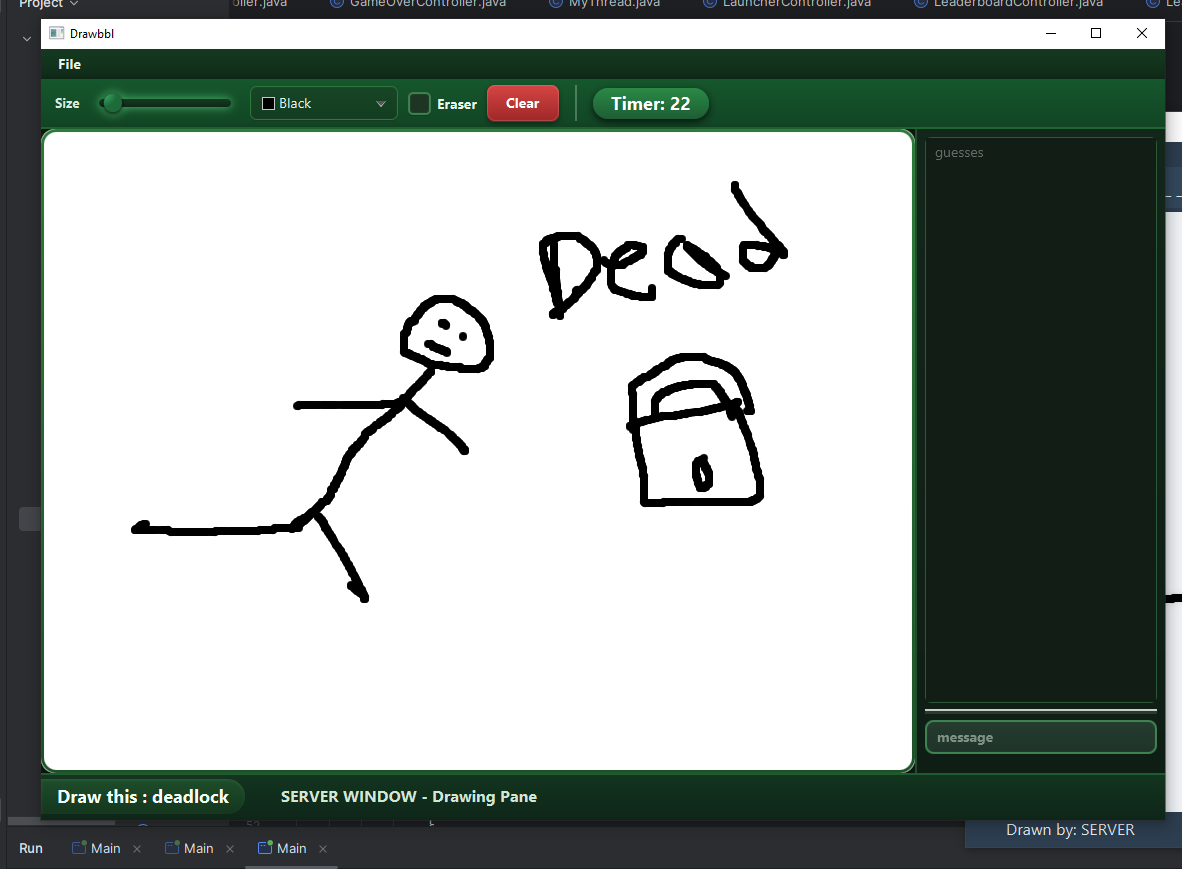 Project
oller.java GameOverController.java MyThread.java LauncherController.java LeaderboardController.java Le
Drawbbl
File
Size Black Eraser Clear Timer: 22
guesses
Dead
message
Draw this : deadlock SERVER WINDOW - Drawing Pane
Drawn by: SERVER
Run Main Main Main